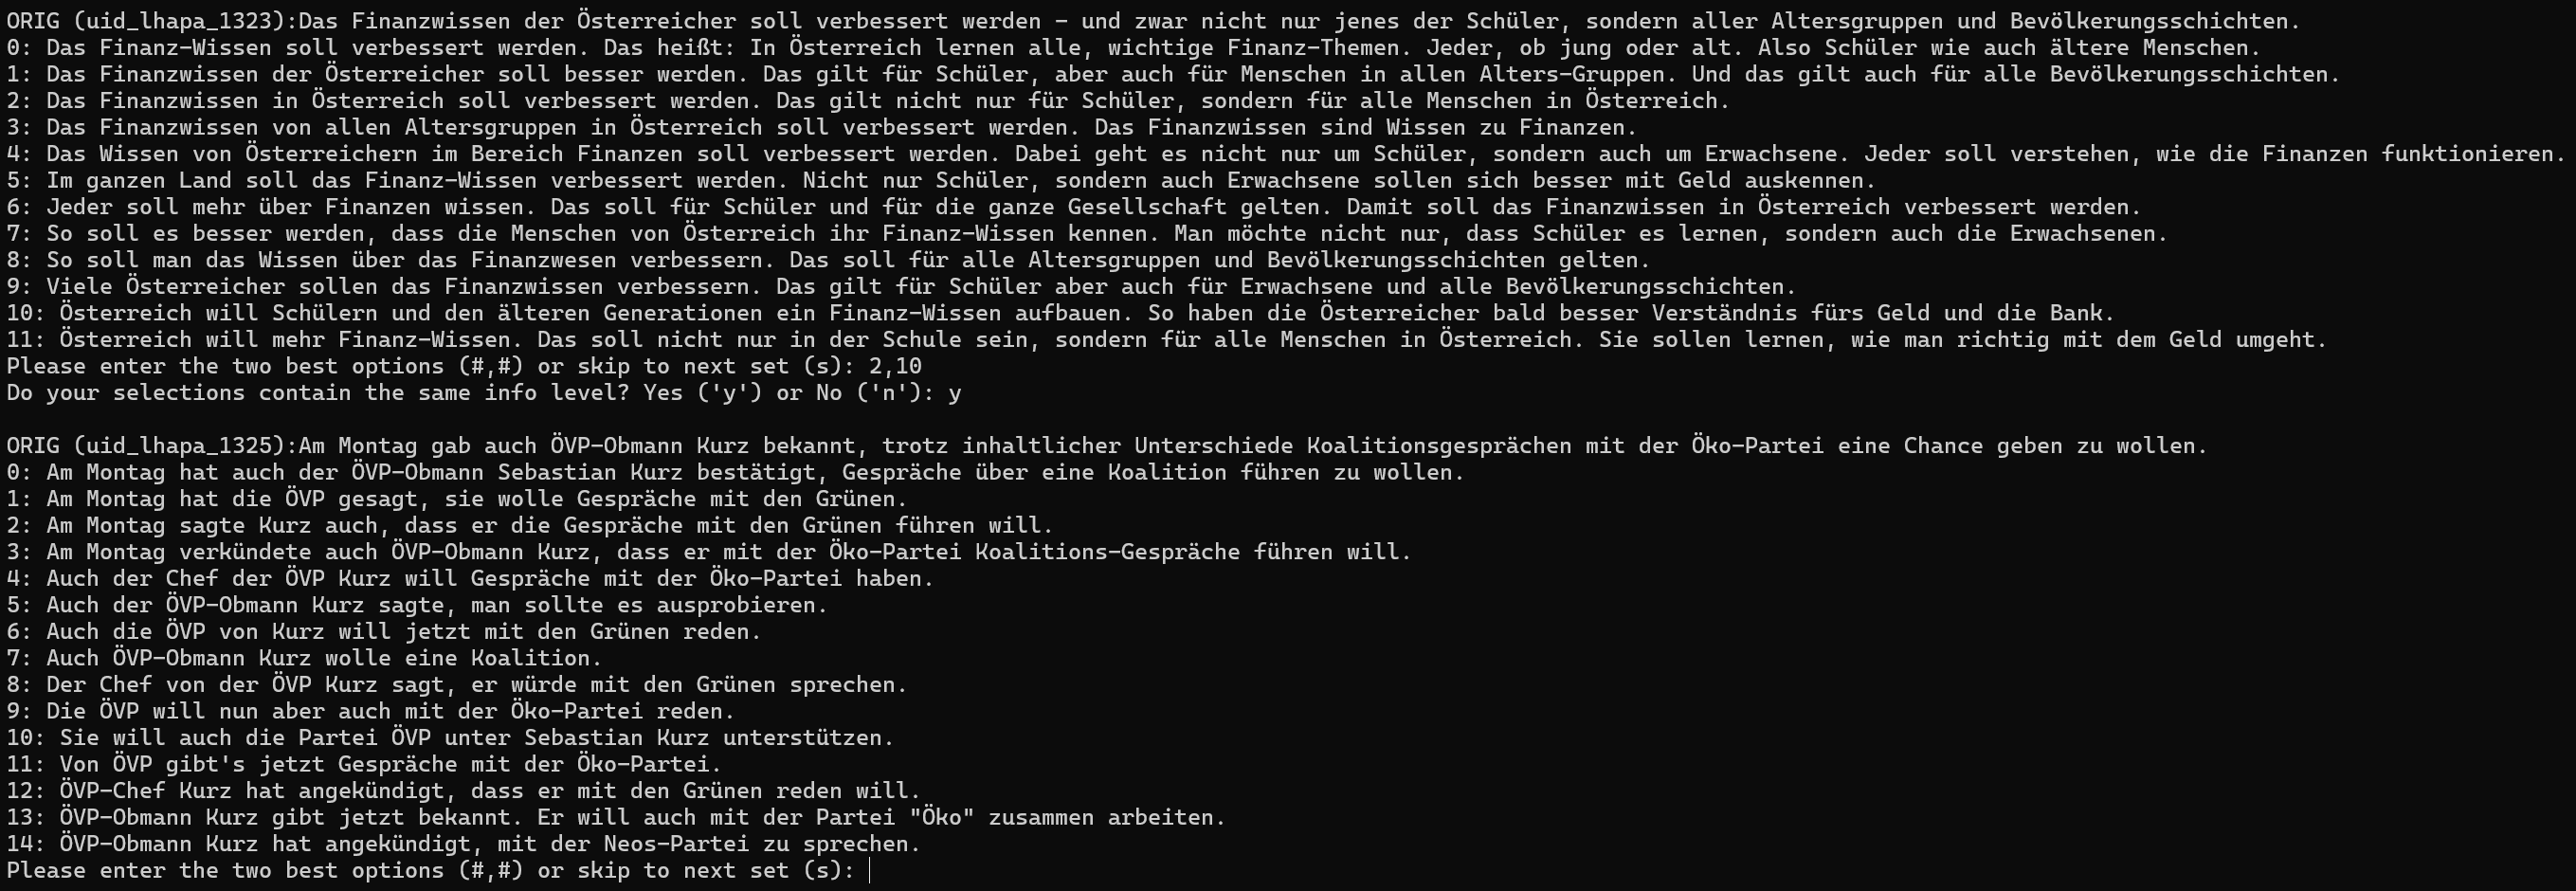 ORIG (uid_lhapa_1323):Das Finanzwissen der Österreicher soll verbessert werden – und zwar nicht nur jenes der Schüler, sondern aller Altersgruppen und Bevölkerungsschichten.
0: Das Finanz-Wissen soll verbessert werden. Das heißt: In Österreich lernen alle, wichtige Finanz-Themen. Jeder, ob jung oder alt. Also Schüler wie auch ältere Menschen.
1: Das Finanzwissen der Österreicher soll besser werden. Das gilt für Schüler, aber auch für Menschen in allen Alters-Gruppen. Und das gilt auch für alle Bevölkerungsschichten.
2: Das Finanzwissen in Österreich soll verbessert werden. Das gilt nicht nur für Schüler, sondern für alle Menschen in Österreich.
3: Das Finanzwissen von allen Altersgruppen in Österreich soll verbessert werden. Das Finanzwissen sind Wissen zu Finanzen.
4: Das Wissen von Österreichern im Bereich Finanzen soll verbessert werden. Dabei geht es nicht nur um Schüler, sondern auch um Erwachsene. Jeder soll verstehen, wie die Finanzen funktionieren.
5: Im ganzen Land soll das Finanz-Wissen verbessert werden. Nicht nur Schüler, sondern auch Erwachsene sollen sich besser mit Geld auskennen.
6: Jeder soll mehr über Finanzen wissen. Das soll für Schüler und für die ganze Gesellschaft gelten. Damit soll das Finanzwissen in Österreich verbessert werden.
7: So soll es besser werden, dass die Menschen von Österreich ihr Finanz-Wissen kennen. Man möchte nicht nur, dass Schüler es lernen, sondern auch die Erwachsenen.
8: So soll man das Wissen über das Finanzwesen verbessern. Das soll für alle Altersgruppen und Bevölkerungsschichten gelten.
9: Viele Österreicher sollen das Finanzwissen verbessern. Das gilt für Schüler aber auch für Erwachsene und alle Bevölkerungsschichten.
10: Österreich will Schülern und den älteren Generationen ein Finanz-Wissen aufbauen. So haben die Österreicher bald besser Verständnis fürs Geld und die Bank.
11: Österreich will mehr Finanz-Wissen. Das soll nicht nur in der Schule sein, sondern für alle Menschen in Österreich. Sie sollen lernen, wie man richtig mit dem Geld umgeht.
Please enter the two best options (#,#) or skip to next set (s): 2,10
Do your selections contain the same info level? Yes ('y') or No ('n'): y
ORIG (uid_lhapa_1325):Am Montag gab auch ÖVP-Obmann Kurz bekannt, trotz inhaltlicher Unterschiede Koalitionsgesprächen mit der Öko-Partei eine Chance geben zu wollen.
0: Am Montag hat auch der ÖVP-Obmann Sebastian Kurz bestätigt, Gespräche über eine Koalition führen zu wollen.
1: Am Montag hat die ÖVP gesagt, sie wolle Gespräche mit den Grünen.
2: Am Montag sagte Kurz auch, dass er die Gespräche mit den Grünen führen will.
3: Am Montag verkündete auch ÖVP-Obmann Kurz, dass er mit der Öko-Partei Koalitions-Gespräche führen will.
4: Auch der Chef der ÖVP Kurz will Gespräche mit der Öko-Partei haben.
5: Auch der ÖVP-Obmann Kurz sagte, man sollte es ausprobieren.
6: Auch die ÖVP von Kurz will jetzt mit den Grünen reden.
7: Auch ÖVP-Obmann Kurz wolle eine Koalition.
8: Der Chef von der ÖVP Kurz sagt, er würde mit den Grünen sprechen.
9: Die ÖVP will nun aber auch mit der Öko-Partei reden.
10: Sie will auch die Partei ÖVP unter Sebastian Kurz unterstützen.
11: Von ÖVP gibt's jetzt Gespräche mit der Öko-Partei.
12: ÖVP-Chef Kurz hat angekündigt, dass er mit den Grünen reden will.
13: ÖVP-Obmann Kurz gibt jetzt bekannt. Er will auch mit der Partei "Öko" zusammen arbeiten.
14: ÖVP-Obmann Kurz hat angekündigt, mit der Neos-Partei zu sprechen.
Please enter the two best options (#,#) or skip to next set (s):